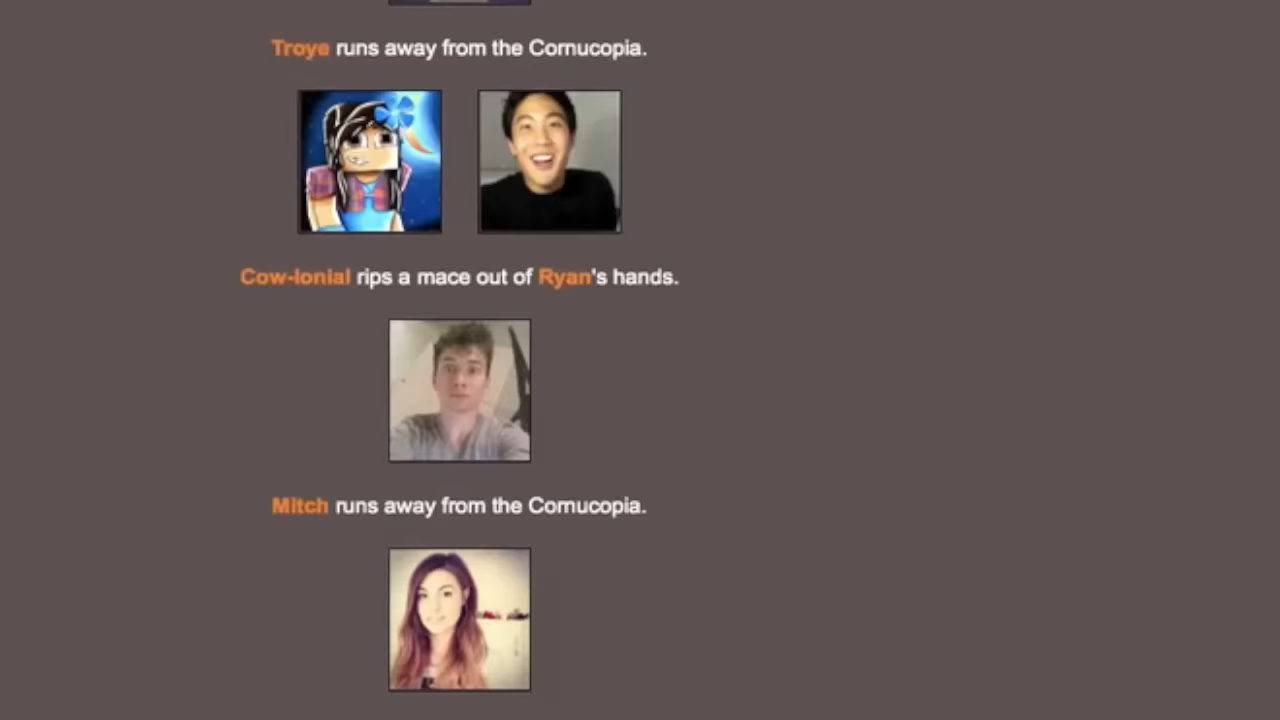 Troye runs away from the Cornucopia.
Cow-lonial rips a mace out of Ryan's hands.
Mitch runs away from the Cornucopia.